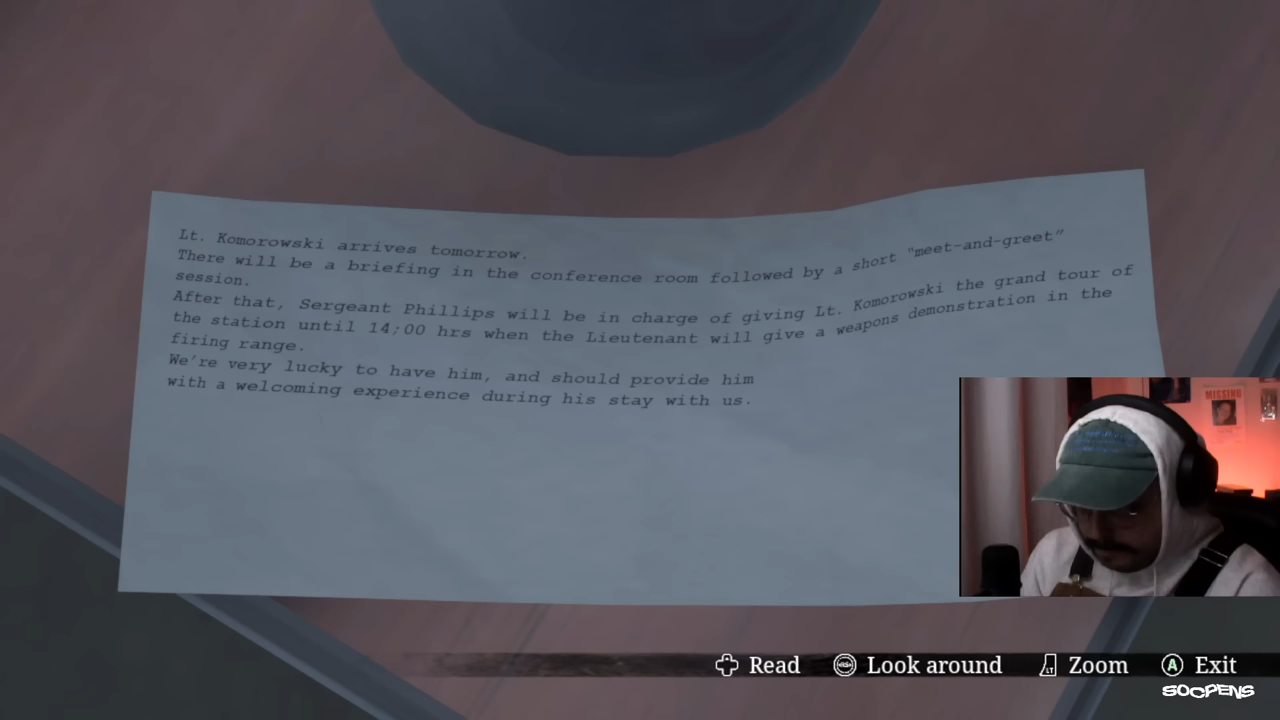 Lt. Komorowski arrives tomorrow.
There will be a briefing in the conference room followed by a short "meet-and-greet"
session.
After that, Sergeant Phillips will be in charge of giving Lt. Komorowski the grand tour of
the station until 14;00 hrs when the Lieutenant will give a weapons demonstration in the
firing range.
We're very lucky to have him, and should provide him
with a welcoming experience during his stay with us.
MISSING
Read Look around Zoom A Exit
SOCPENS